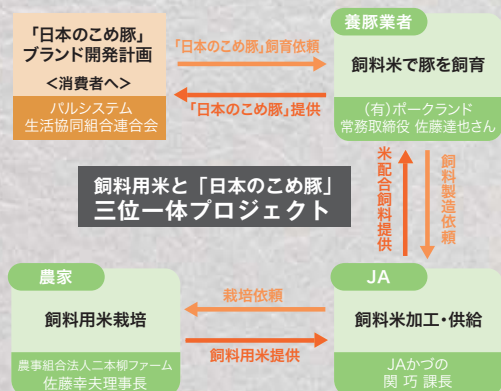 「日本のこめ豚」
ブランド開発計画
<消費者へ>
パルシステム
生活協同組合連合会
「日本のこめ豚」飼育依頼
「日本のこめ豚」提供
養豚業者
飼料米で豚を飼育
(有)ポークランド
常務取締役 佐藤達也さん
米配合飼料提供
飼料製造依頼
飼料用米と「日本のこめ豚」
三位一体プロジェクト
農家
飼料用米栽培
農事組合法人二本柳ファーム
佐藤幸夫理事長
栽培依頼
飼料用米提供
JA
飼料米加工・供給
JAかづの
関 巧 課長